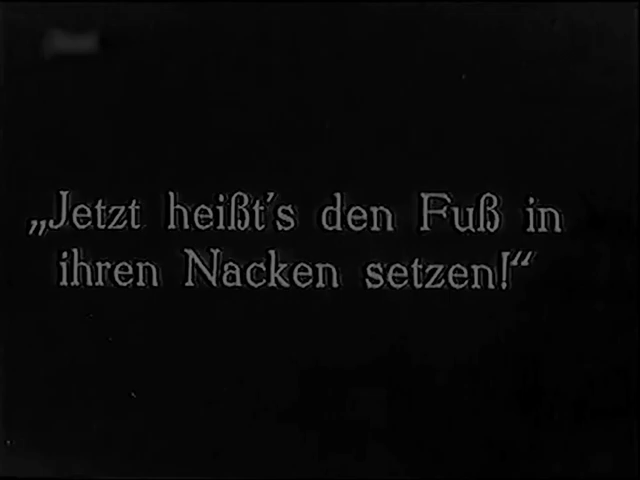 „Jetzt heißt's den Fuß in
ihren Nacken setzen!“